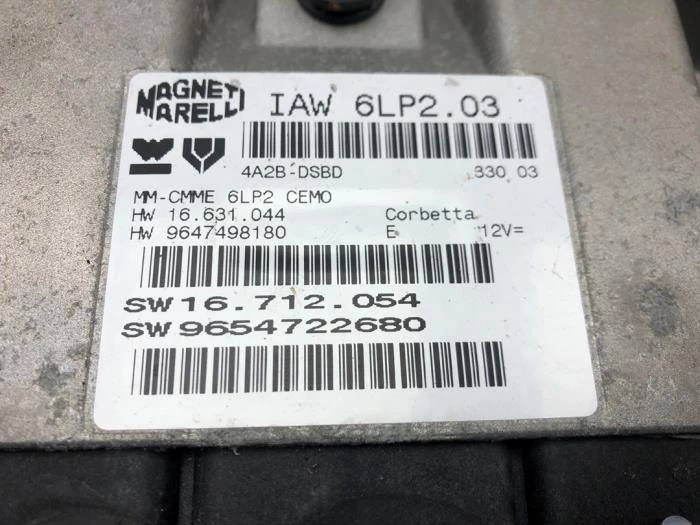 MAGNETI
MARELLI
IAW 6LP2.03
4A2B-DSBD 330 03
MM-CMME 6LP2 CEMO
HW 16.631.044 Corbetta
HW 9647498180 E 12V=
SW 16.712.054
SW 9654722680